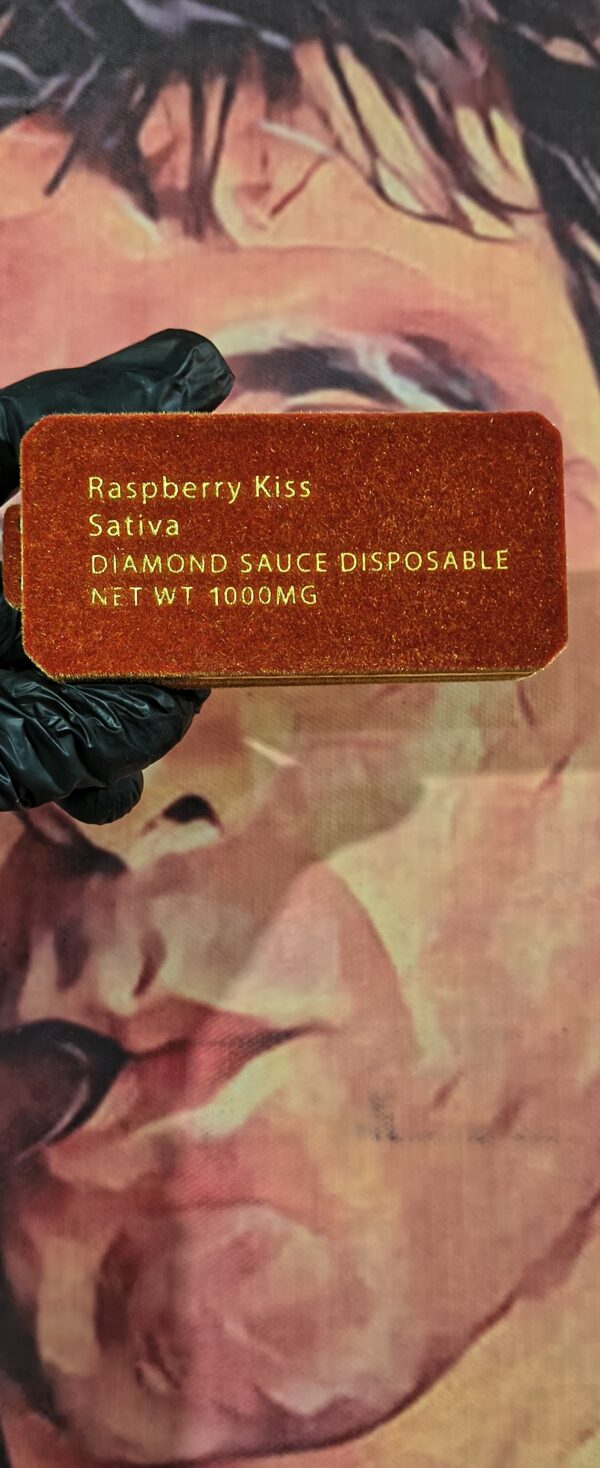 Raspberry Kiss
Sativa
DIAMOND SAUCE DISPOSABLE
NET WT 1000MG